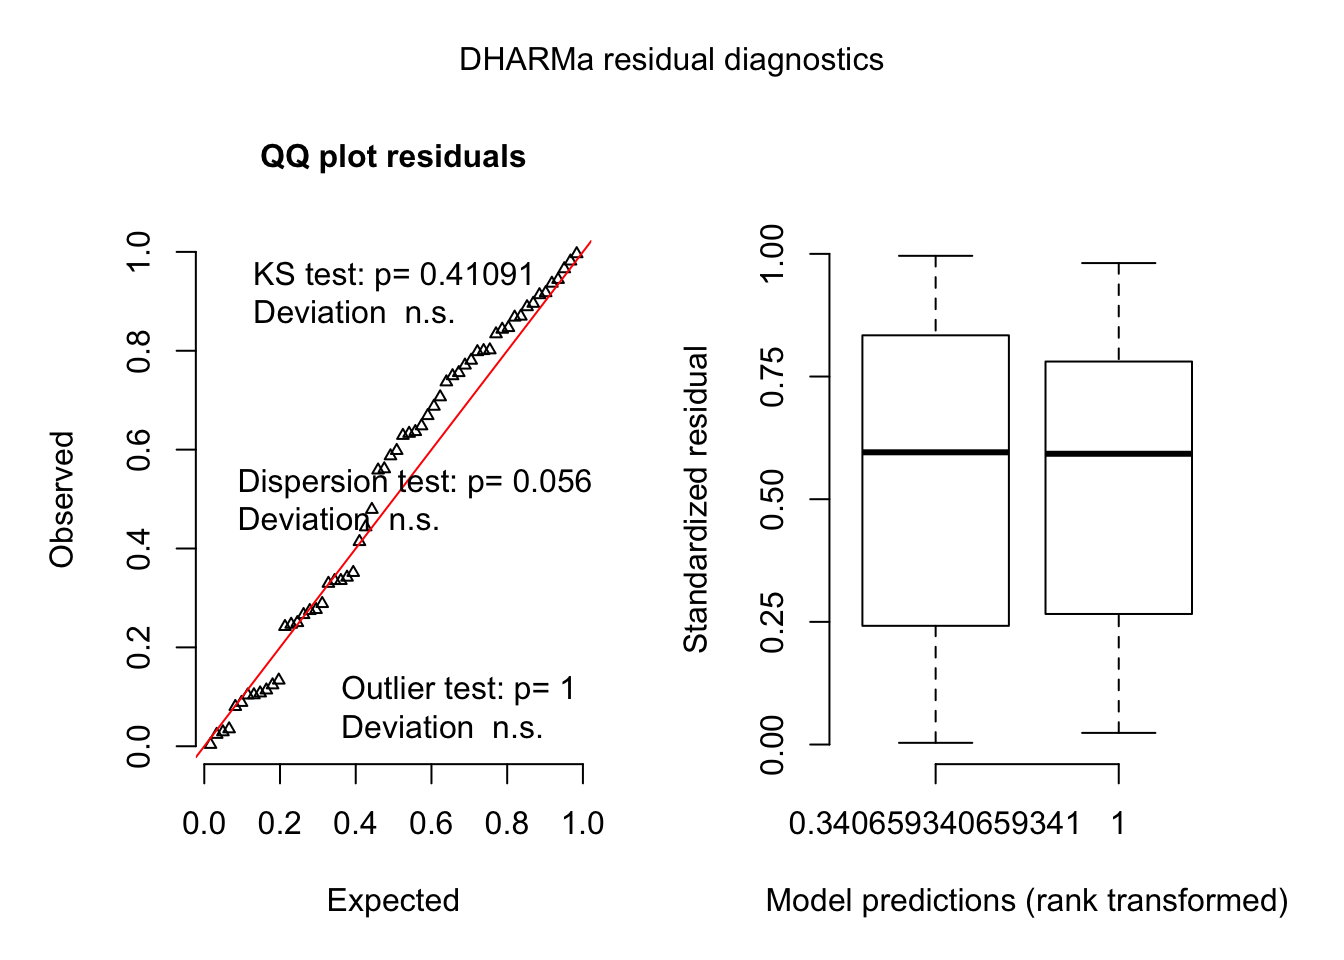 DHARMa residual diagnostics
QQ plot residuals
KS test: p= 0.41091
Deviation  n.s.
Dispersion test: p= 0.056
Deviation  n.s.
Outlier test: p= 1
Deviation  n.s.
Observed
0.0 0.2 0.4 0.6 0.8 1.0
0.0 0.2 0.4 0.6 0.8 1.0
Expected
Standardized residual
0.00 0.25 0.50 0.75 1.00
0.340659340659341 1
Model predictions (rank transformed)